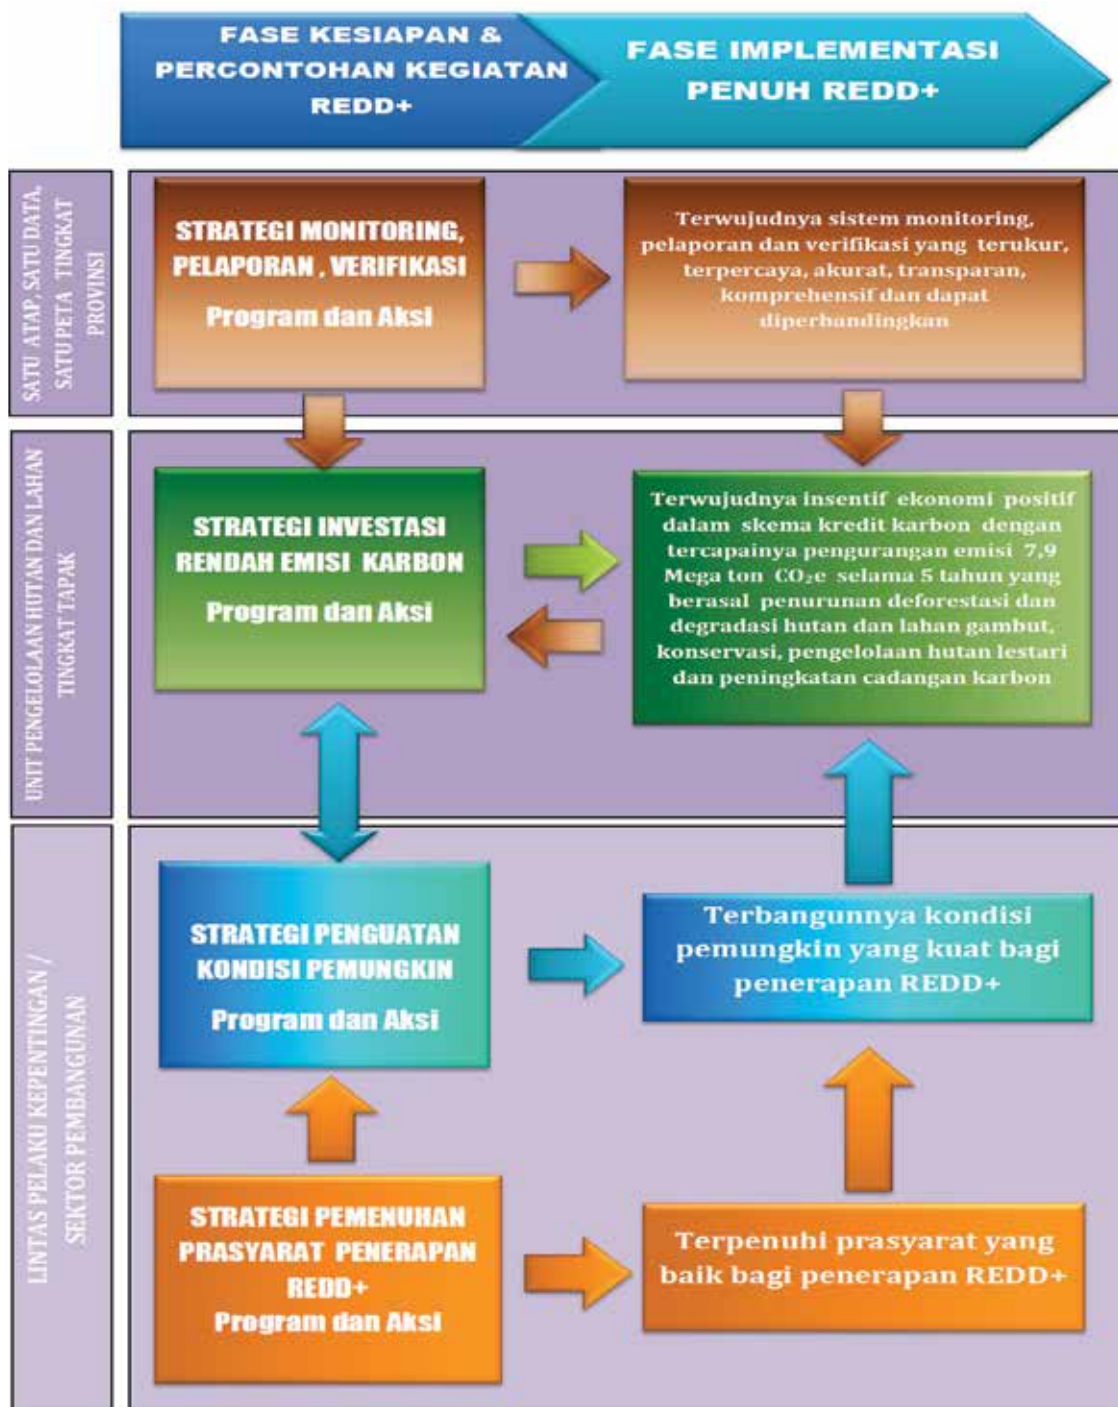 FASE KESIAPAN &
PERCONTOHAN KEGIATAN
REDD+
FASE IMPLEMENTASI
PENUH REDD+
SATU ATAP, SATU DATA,
SATU PETA TINGKAT
PROVINSI
STRATEGI MONITORING,
PELAPORAN , VERIFIKASI
Program dan Aksi
Terwujudnya sistem monitoring,
pelaporan dan verifikasi yang terukur,
terpercaya, akurat, transparan,
komprehensif dan dapat
diperbandingkan
UNIT PENGELOLAAN HUTAN DAN LAHAN
TINGKAT TAPAK
STRATEGI INVESTASI
RENDAH EMISI KARBON
Program dan Aksi
Terwujudnya insentif ekonomi positif
dalam skema kredit karbon dengan
tercapainya pengurangan emisi 7,9
Mega ton CO₂e selama 5 tahun yang
berasal penurunan deforestasi dan
degradasi hutan dan lahan gambut,
konservasi, pengelolaan hutan lestari
dan peningkatan cadangan karbon
LINTAS PELAKU KEPENTINGAN /
SEKTOR PEMBANGUNAN
STRATEGI PENGUATAN
KONDISI PEMUNGKIN
Program dan Aksi
Terbangunnya kondisi
pemungkin yang kuat bagi
penerapan REDD+
STRATEGI PEMENUHAN
PRASYARAT PENERAPAN
REDD+
Program dan Aksi
Terpenuhi prasyarat yang
baik bagi penerapan REDD+